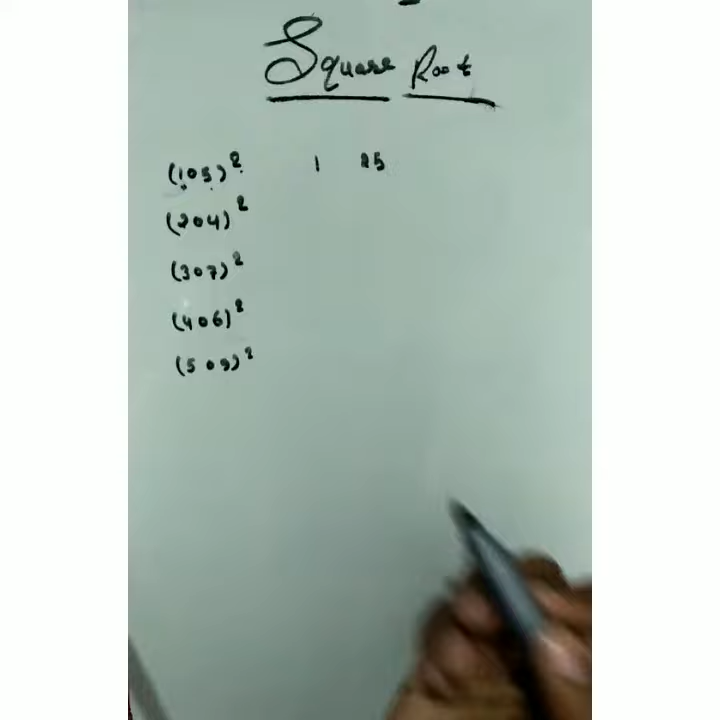 Square Root
(105)² 1 25
(204)²
(307)²
(406)²
(509)²